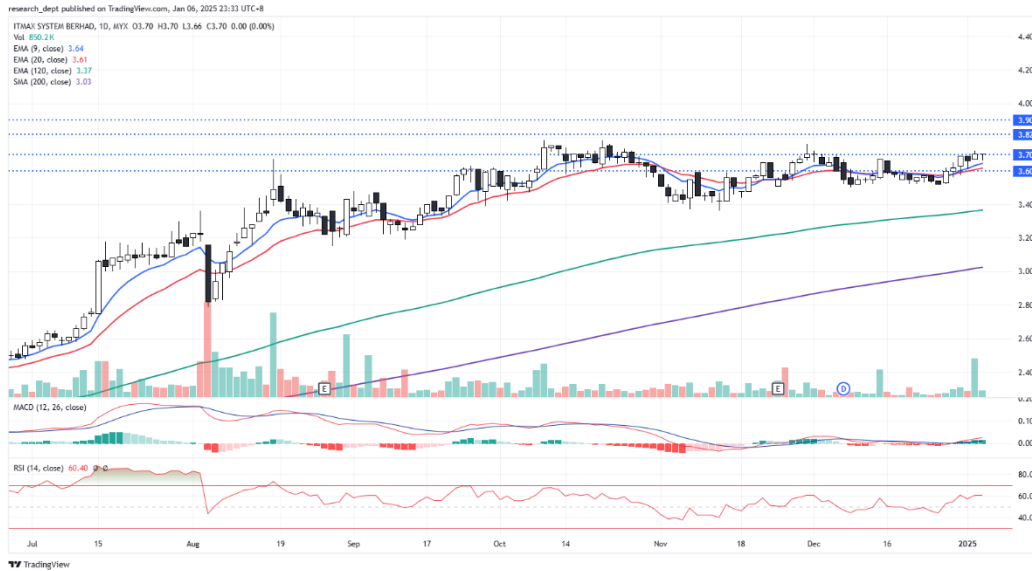 research_dept published on TradingView.com, Jan 06, 2025 23:33 UTC+8
ITMAX SYSTEM BERHAD, 1D, MYX O3.70 H3.70 L3.66 C3.70 0.00 (0.00%)
Vol 850.2K
EMA (9, close) 3.64
EMA (20, close) 3.61
EMA (120, close) 3.37
SMA (200, close) 3.03
4.40
4.20
4.00
3.90
3.82
3.70
3.60
3.40
3.20
3.00
2.80
2.60
2.40
E
E
D
0.20
MACD (12, 26, close)
0.10
0.00
RSI (14, close) 60.40 Ø Ø
80.0
60.0
40.0
Jul 15 Aug 19 Sep 17 Oct 14 Nov 18 Dec 16 2025
TradingView